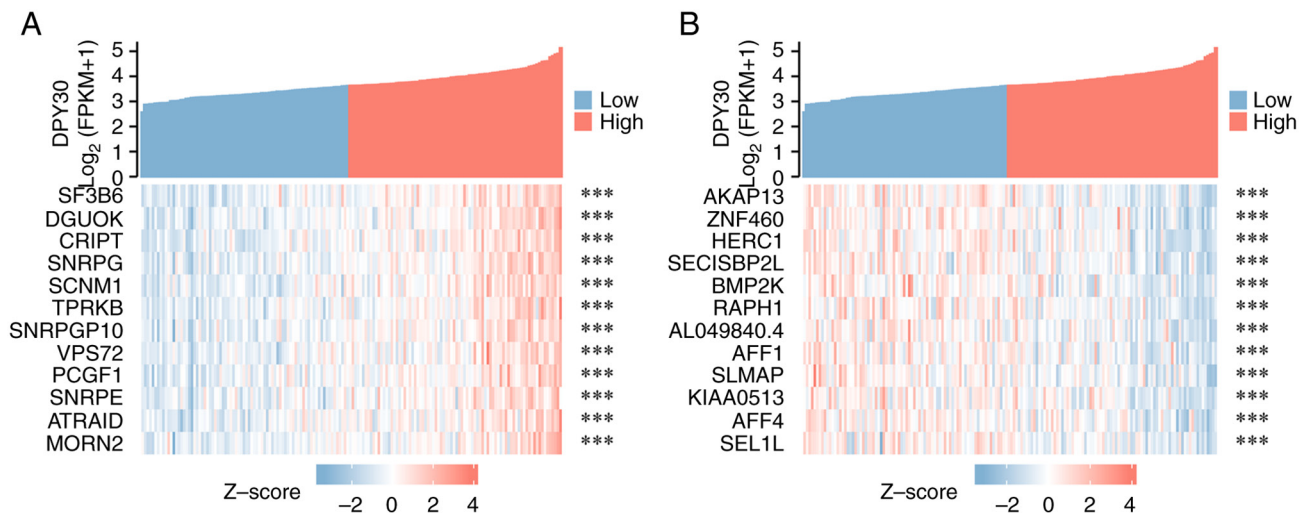 A
DPY30
Log2 (FPKM+1)
5
4
3
2
1
0
Low
High
SF3B6 ***
DGUOK ***
CRIPT ***
SNRPG ***
SCNM1 ***
TPRKB ***
SNRPGP10 ***
VPS72 ***
PCGF1 ***
SNRPE ***
ATRAID ***
MORN2 ***
Z–score
–2 0 2 4
B
DPY30
Log2 (FPKM+1)
5
4
3
2
1
0
Low
High
AKAP13 ***
ZNF460 ***
HERC1 ***
SECISBP2L ***
BMP2K ***
RAPH1 ***
AL049840.4 ***
AFF1 ***
SLMAP ***
KIAA0513 ***
AFF4 ***
SEL1L ***
Z–score
–2 0 2 4